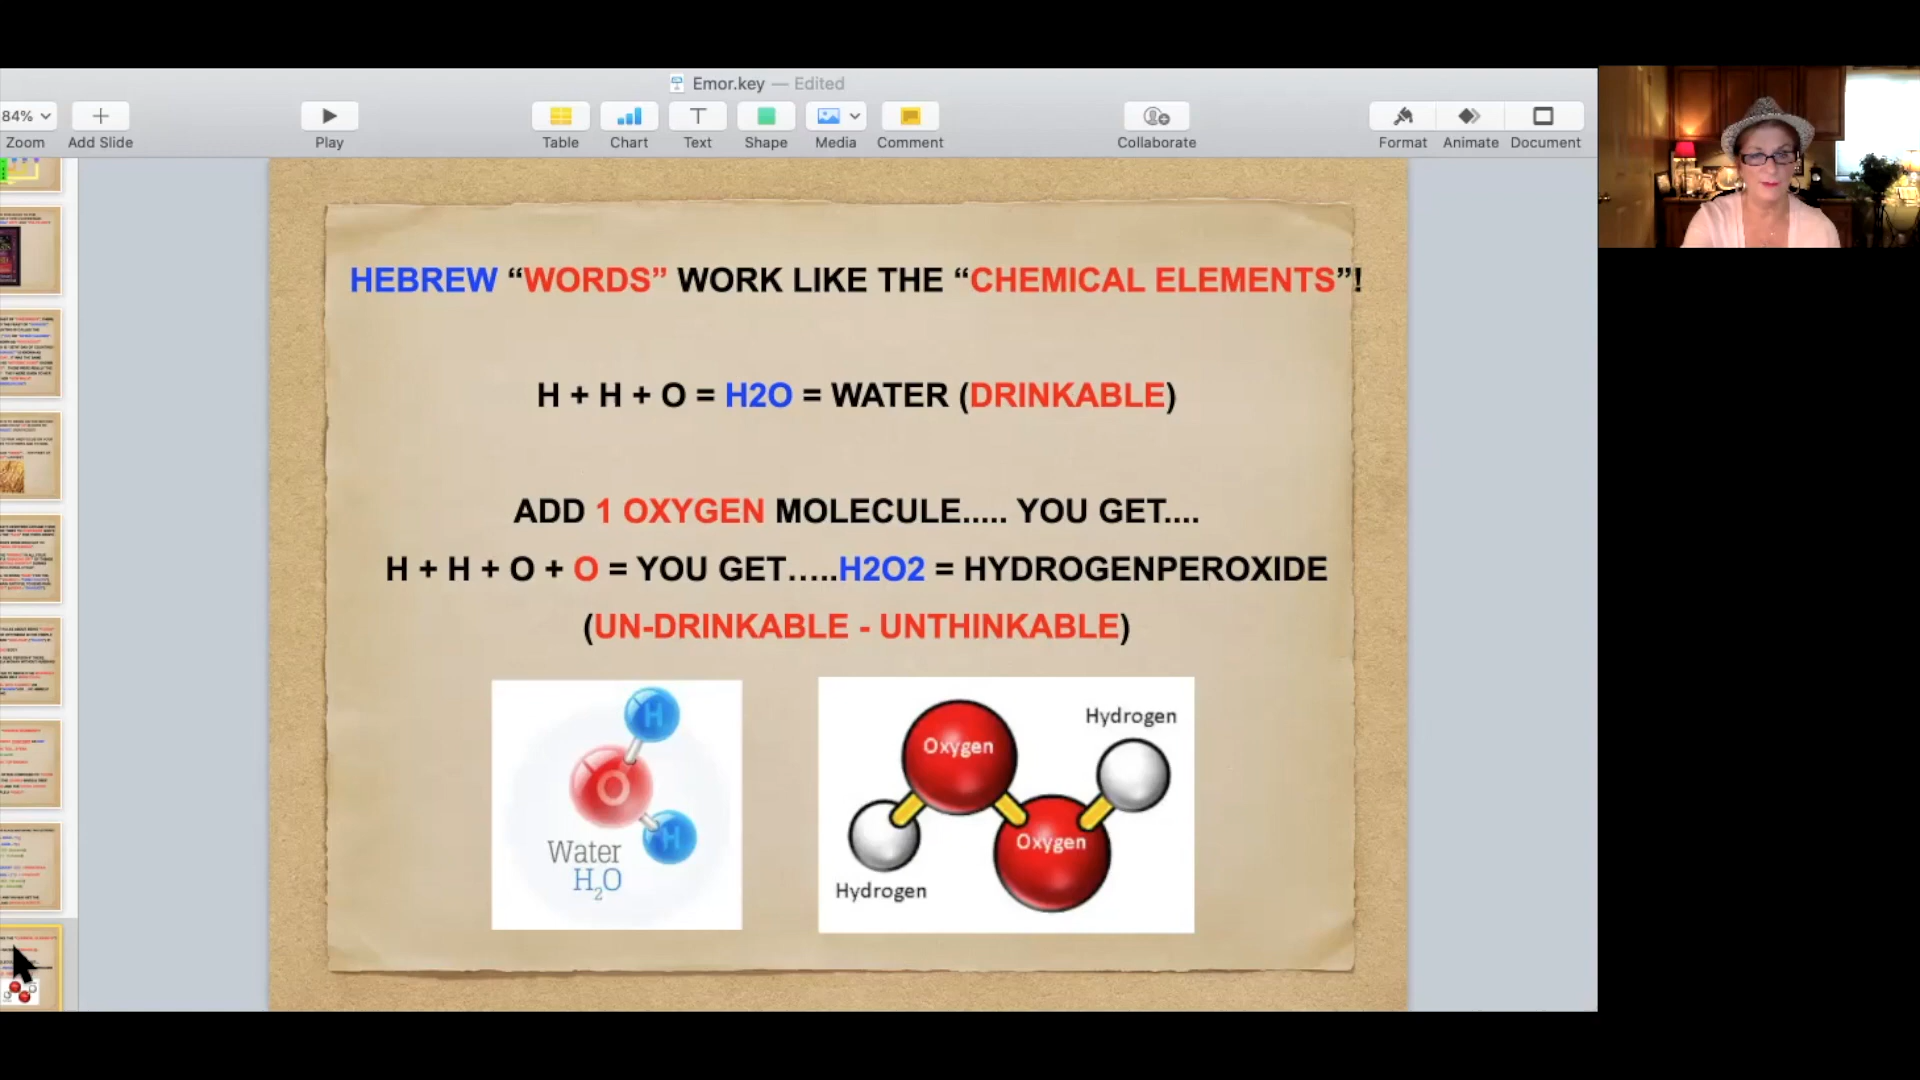 Emor.key — Edited
84%
Zoom
Add Slide
Play
Table
Chart
Text
Shape
Media
Comment
Collaborate
Format
Animate
Document
HEBREW “WORDS” WORK LIKE THE “CHEMICAL ELEMENTS”!
H + H + O = H2O = WATER (DRINKABLE)
ADD 1 OXYGEN MOLECULE..... YOU GET....
H + H + O + O = YOU GET…..H2O2 = HYDROGENPEROXIDE
(UN-DRINKABLE - UNTHINKABLE)
H
O
H
Water
H2O
Hydrogen
Oxygen
Oxygen
Hydrogen